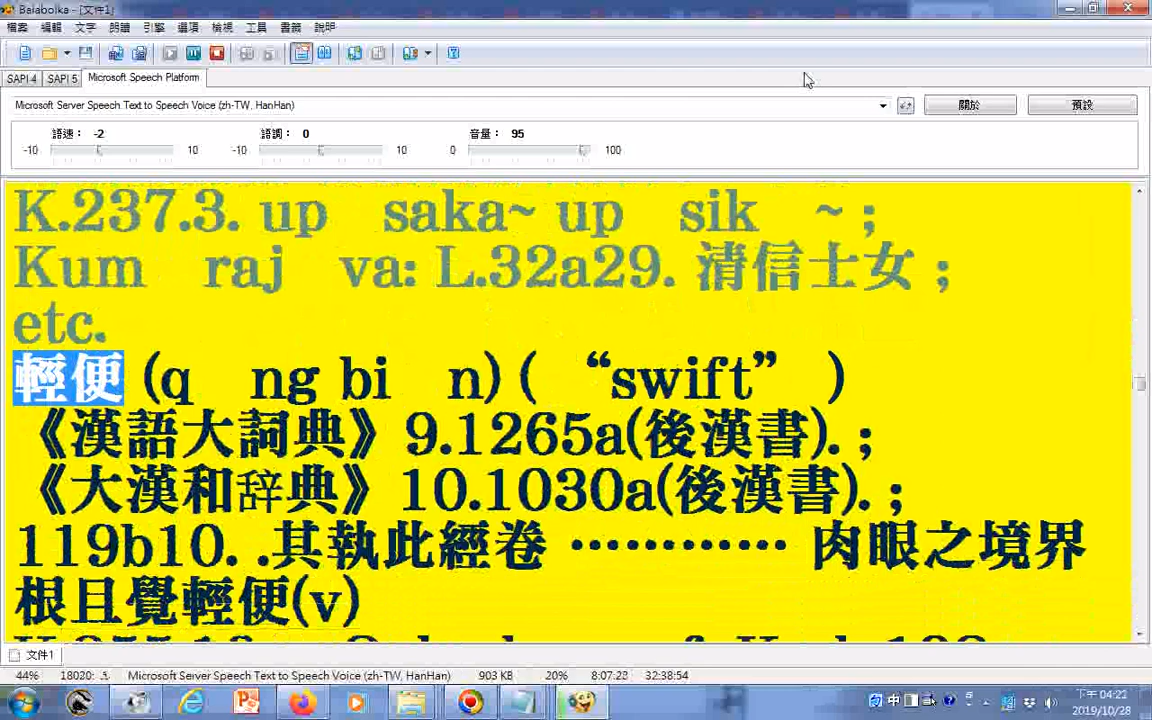 Balabolka - [文件1]
檔案 編輯 文字 朗讀 引擎 選項 檢視 工具 書籤 說明
SAPI 4 SAPI 5 Microsoft Speech Platform
Microsoft Server Speech Text to Speech Voice (zh-TW, HanHan) 關於 預設
語速： -2 語調： 0 音量： 95
-10 10 -10 10 0 100
K.237.3. up saka~ up sik ~ ;
Kum raj va: L.32a29. 清信士女 ;
etc.
輕便 (q ng bi n) ( “swift” )
《漢語大詞典》 9.1265a(後漢書). ;
《大漢和辞典》 10.1030a(後漢書). ;
119b10. .其執此經卷 ………… 肉眼之境界
根且覺輕便(v)
文件1
44% 18020: Microsoft Server Speech Text to Speech Voice (zh-TW, HanHan) 903 KB 20% 8:07:23 32:38:54
中 下午 04:22
2019/10/28